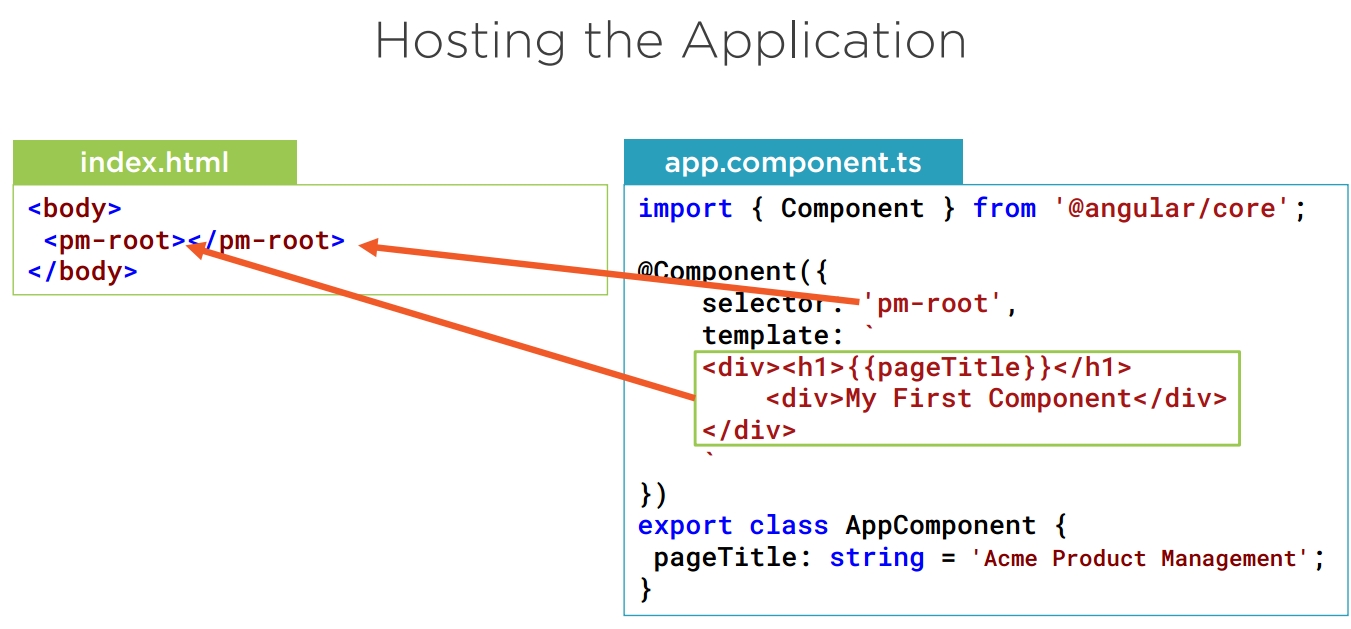 Hosting the Application
index.html
<body>
<pm-root></pm-root>
</body>
app.component.ts
import { Component } from '@angular/core';
@Component({
selector: 'pm-root',
template: `
<div><h1>{{pageTitle}}</h1>
<div>My First Component</div>
</div>
`
})
export class AppComponent {
pageTitle: string = 'Acme Product Management';
}